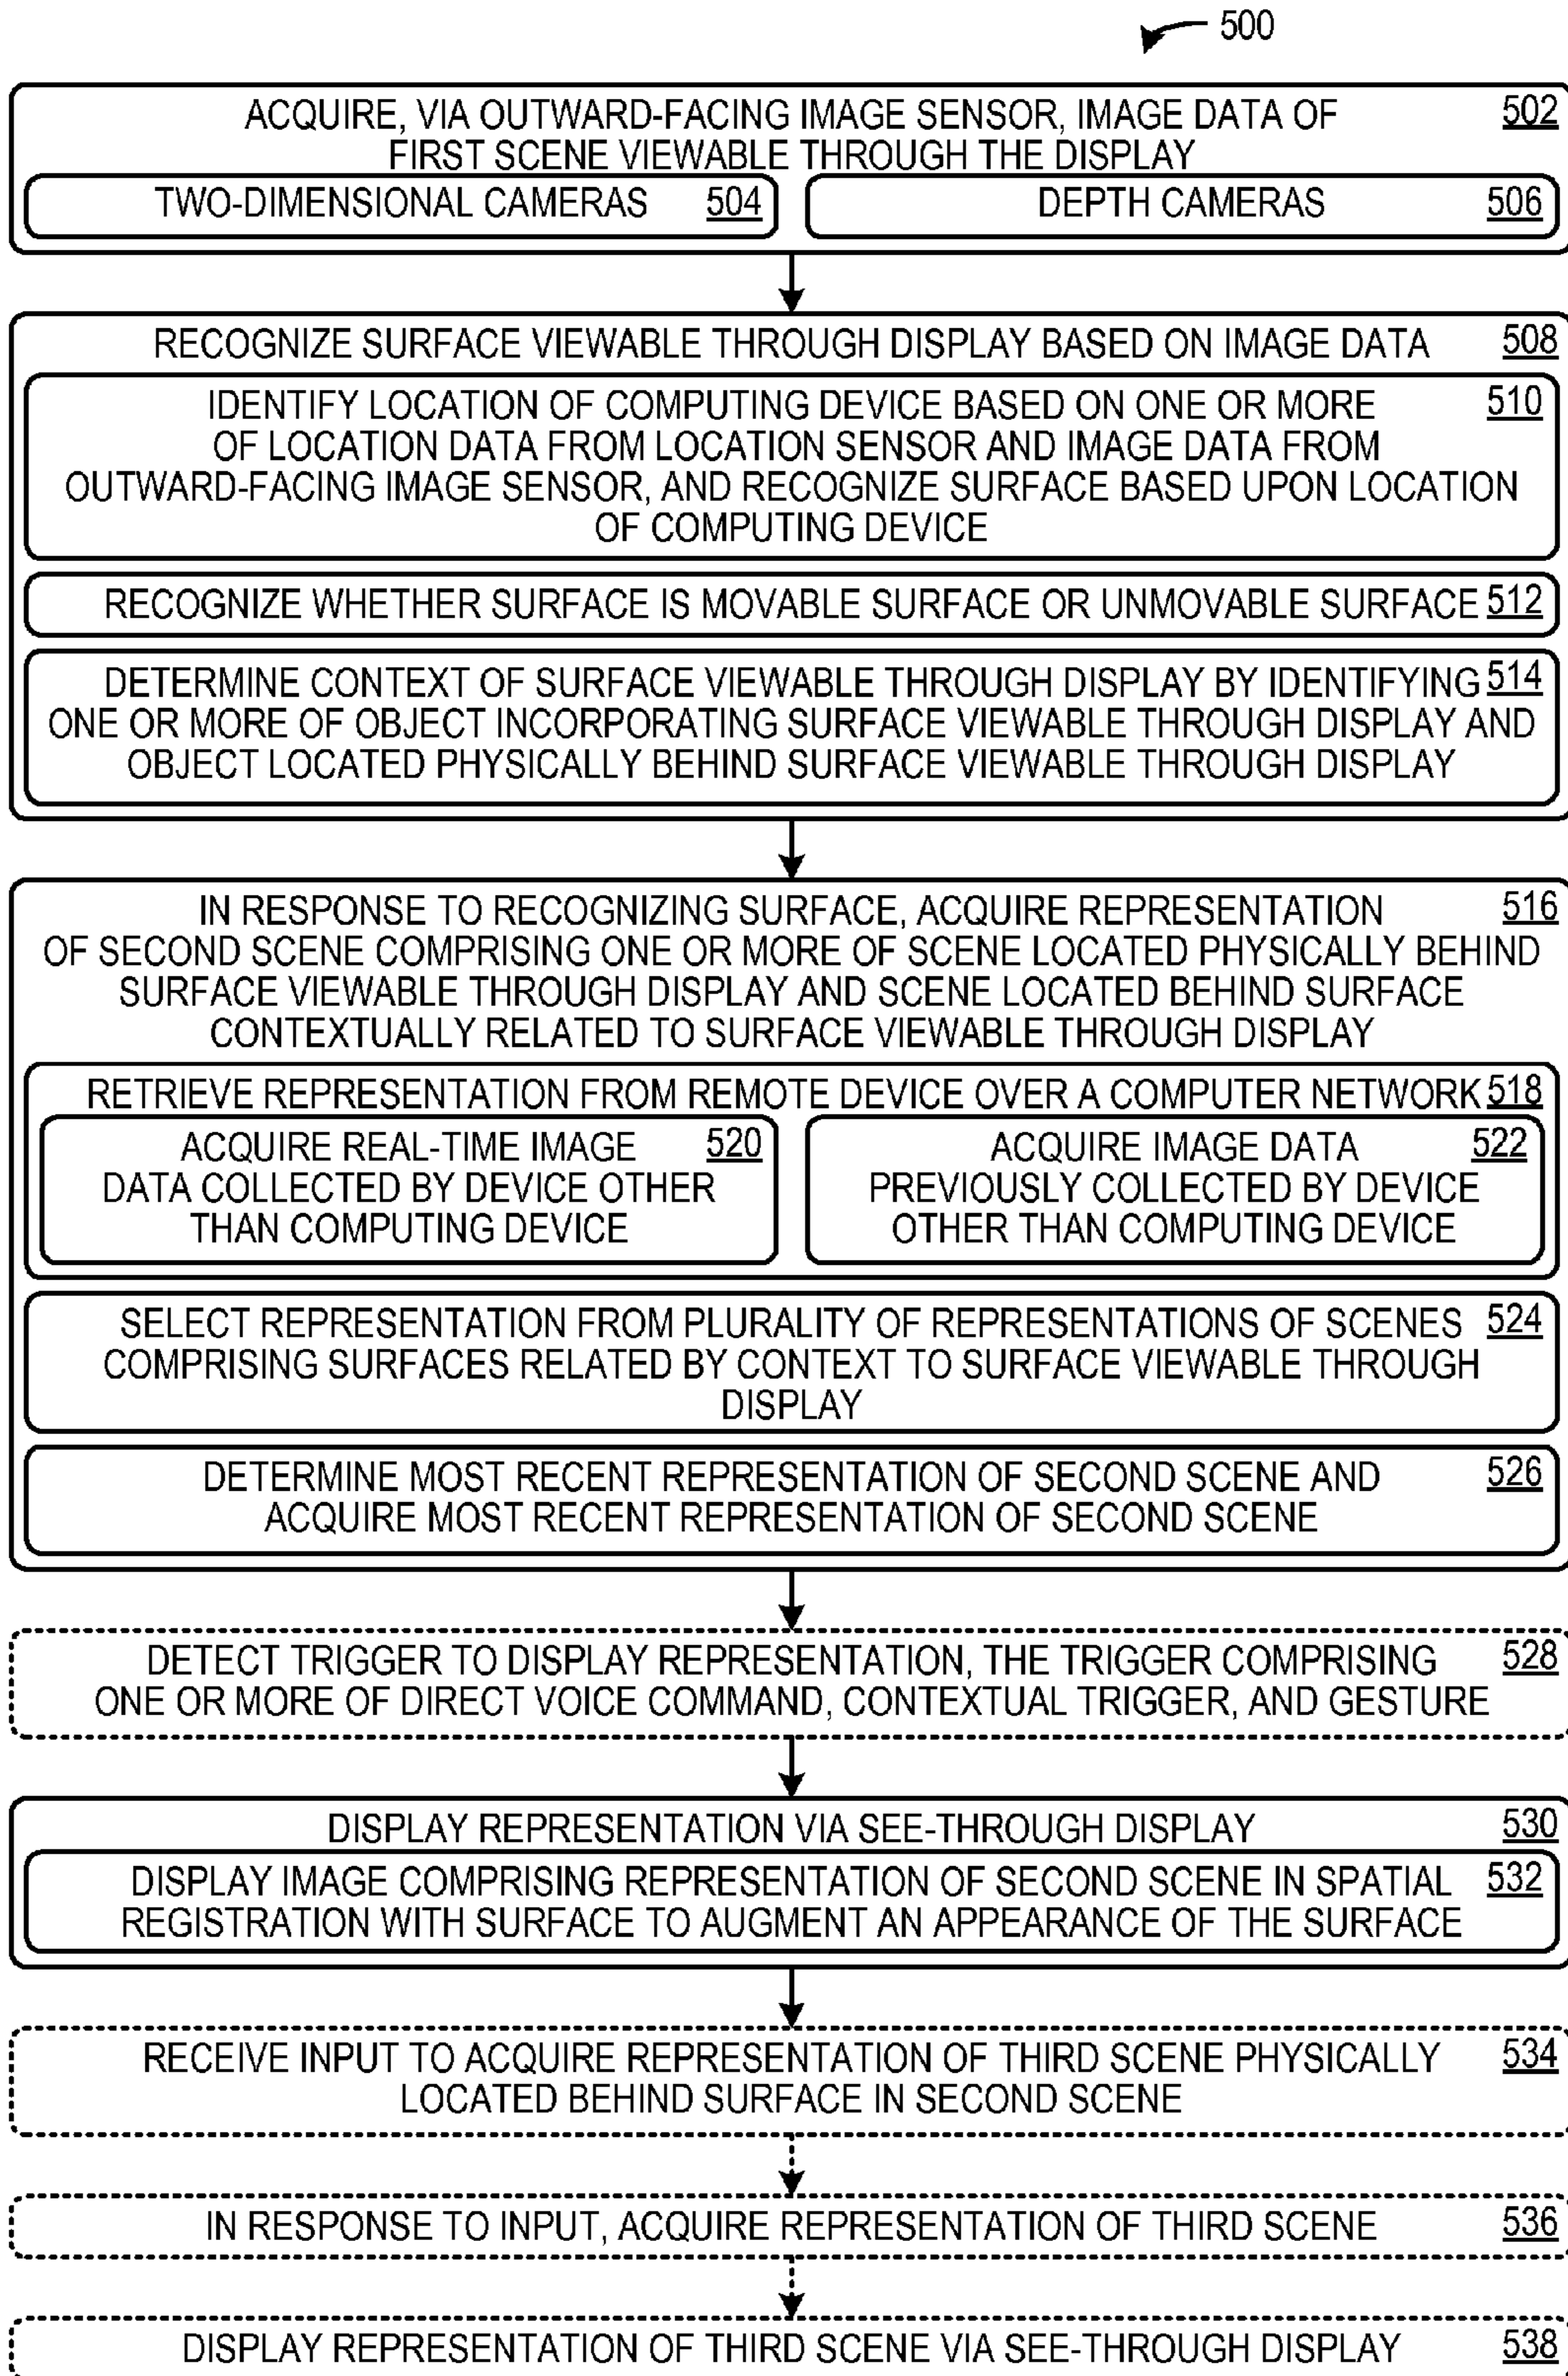 500
ACQUIRE, VIA OUTWARD-FACING IMAGE SENSOR, IMAGE DATA OF 502
FIRST SCENE VIEWABLE THROUGH THE DISPLAY
TWO-DIMENSIONAL CAMERAS 504
DEPTH CAMERAS 506
RECOGNIZE SURFACE VIEWABLE THROUGH DISPLAY BASED ON IMAGE DATA 508
IDENTIFY LOCATION OF COMPUTING DEVICE BASED ON ONE OR MORE 510
OF LOCATION DATA FROM LOCATION SENSOR AND IMAGE DATA FROM
OUTWARD-FACING IMAGE SENSOR, AND RECOGNIZE SURFACE BASED UPON LOCATION
OF COMPUTING DEVICE
RECOGNIZE WHETHER SURFACE IS MOVABLE SURFACE OR UNMOVABLE SURFACE 512
DETERMINE CONTEXT OF SURFACE VIEWABLE THROUGH DISPLAY BY IDENTIFYING 514
ONE OR MORE OF OBJECT INCORPORATING SURFACE VIEWABLE THROUGH DISPLAY AND
OBJECT LOCATED PHYSICALLY BEHIND SURFACE VIEWABLE THROUGH DISPLAY
IN RESPONSE TO RECOGNIZING SURFACE, ACQUIRE REPRESENTATION 516
OF SECOND SCENE COMPRISING ONE OR MORE OF SCENE LOCATED PHYSICALLY BEHIND
SURFACE VIEWABLE THROUGH DISPLAY AND SCENE LOCATED BEHIND SURFACE
CONTEXTUALLY RELATED TO SURFACE VIEWABLE THROUGH DISPLAY
RETRIEVE REPRESENTATION FROM REMOTE DEVICE OVER A COMPUTER NETWORK 518
ACQUIRE REAL-TIME IMAGE 520
DATA COLLECTED BY DEVICE OTHER
THAN COMPUTING DEVICE
ACQUIRE IMAGE DATA 522
PREVIOUSLY COLLECTED BY DEVICE
OTHER THAN COMPUTING DEVICE
SELECT REPRESENTATION FROM PLURALITY OF REPRESENTATIONS OF SCENES 524
COMPRISING SURFACES RELATED BY CONTEXT TO SURFACE VIEWABLE THROUGH
DISPLAY
DETERMINE MOST RECENT REPRESENTATION OF SECOND SCENE AND 526
ACQUIRE MOST RECENT REPRESENTATION OF SECOND SCENE
DETECT TRIGGER TO DISPLAY REPRESENTATION, THE TRIGGER COMPRISING 528
ONE OR MORE OF DIRECT VOICE COMMAND, CONTEXTUAL TRIGGER, AND GESTURE
DISPLAY REPRESENTATION VIA SEE-THROUGH DISPLAY 530
DISPLAY IMAGE COMPRISING REPRESENTATION OF SECOND SCENE IN SPATIAL 532
REGISTRATION WITH SURFACE TO AUGMENT AN APPEARANCE OF THE SURFACE
RECEIVE INPUT TO ACQUIRE REPRESENTATION OF THIRD SCENE PHYSICALLY 534
LOCATED BEHIND SURFACE IN SECOND SCENE
IN RESPONSE TO INPUT, ACQUIRE REPRESENTATION OF THIRD SCENE 536
DISPLAY REPRESENTATION OF THIRD SCENE VIA SEE-THROUGH DISPLAY 538